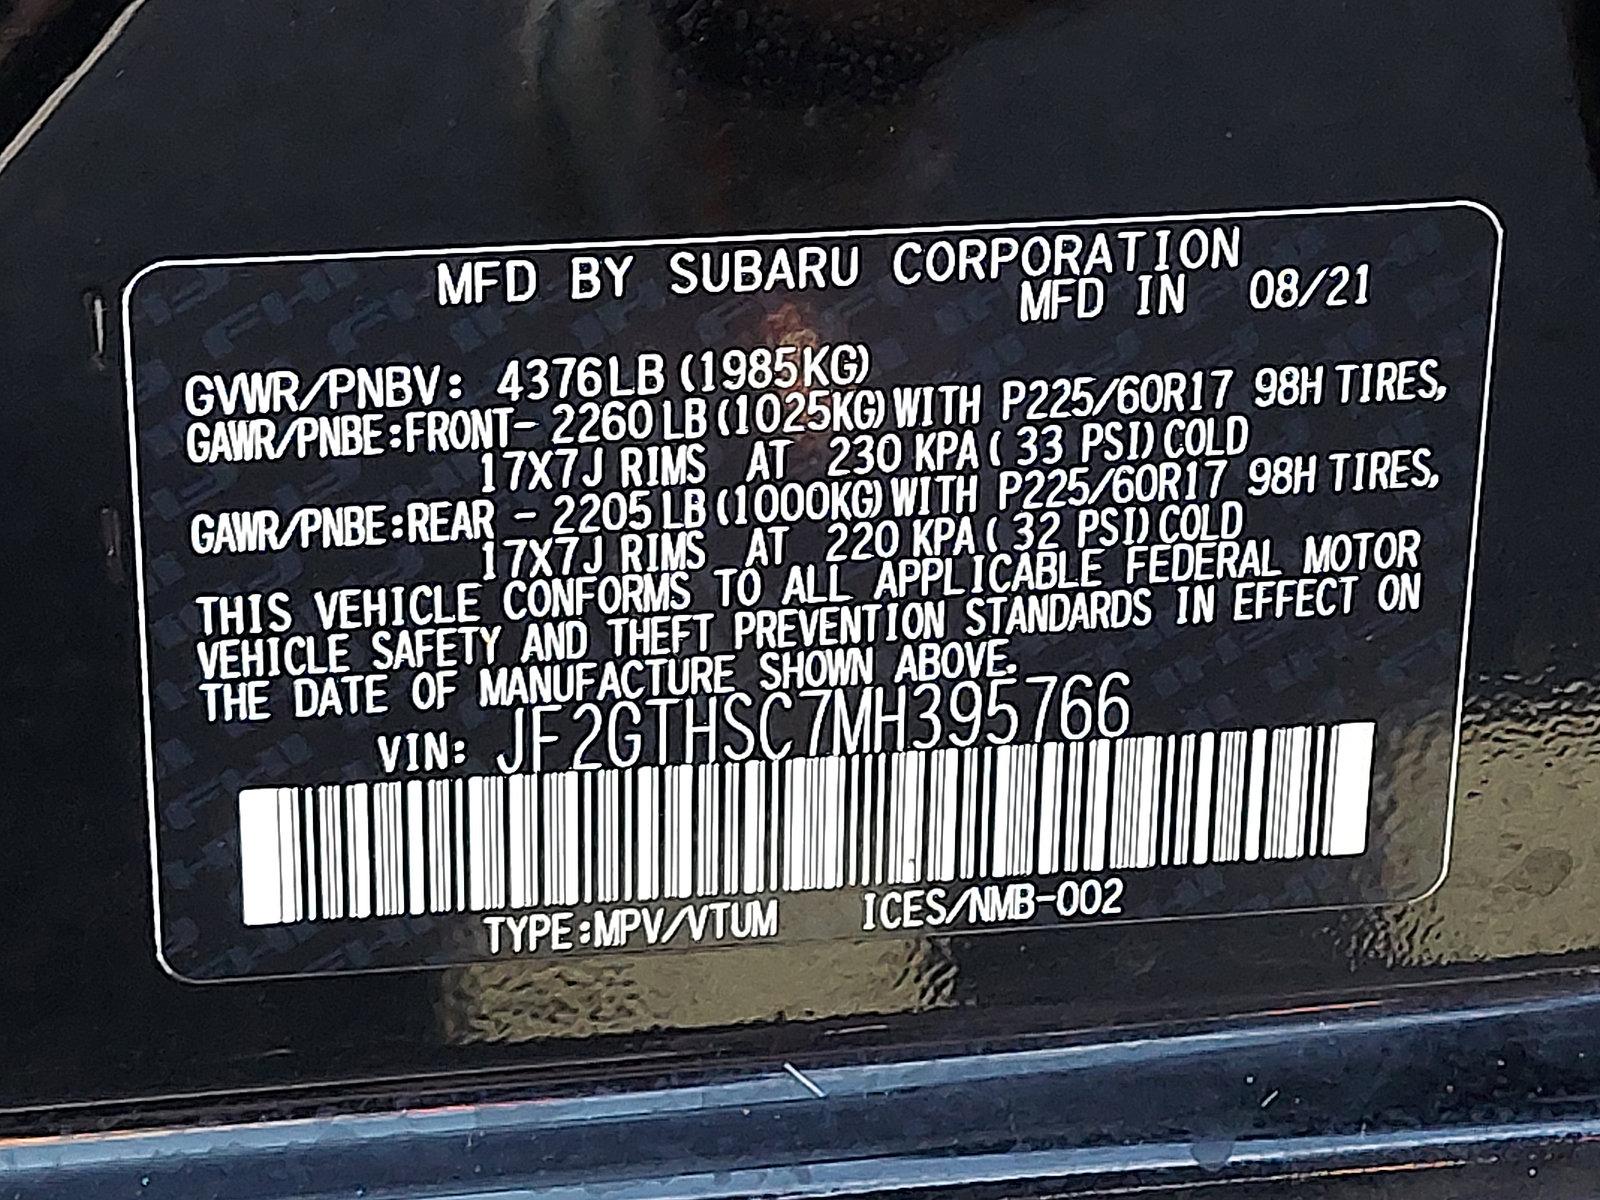 MFD BY SUBARU CORPORATION
MFD IN 08/21
GVWR/PNBV: 4376LB (1985KG)
GAWR/PNBE:FRONT- 2260 LB (1025KG) WITH P225/60R17 98H TIRES,
17X7J RIMS AT 230 KPA ( 33 PSI) COLD
GAWR/PNBE:REAR - 2205 LB (1000KG) WITH P225/60R17 98H TIRES,
17X7J RIMS AT 220 KPA ( 32 PSI) COLD
THIS VEHICLE CONFORMS TO ALL APPLICABLE FEDERAL MOTOR
VEHICLE SAFETY AND THEFT PREVENTION STANDARDS IN EFFECT ON
THE DATE OF MANUFACTURE SHOWN ABOVE.
VIN: JF2GTHSC7MH395766
TYPE:MPV/VTUM ICES/NMB-002